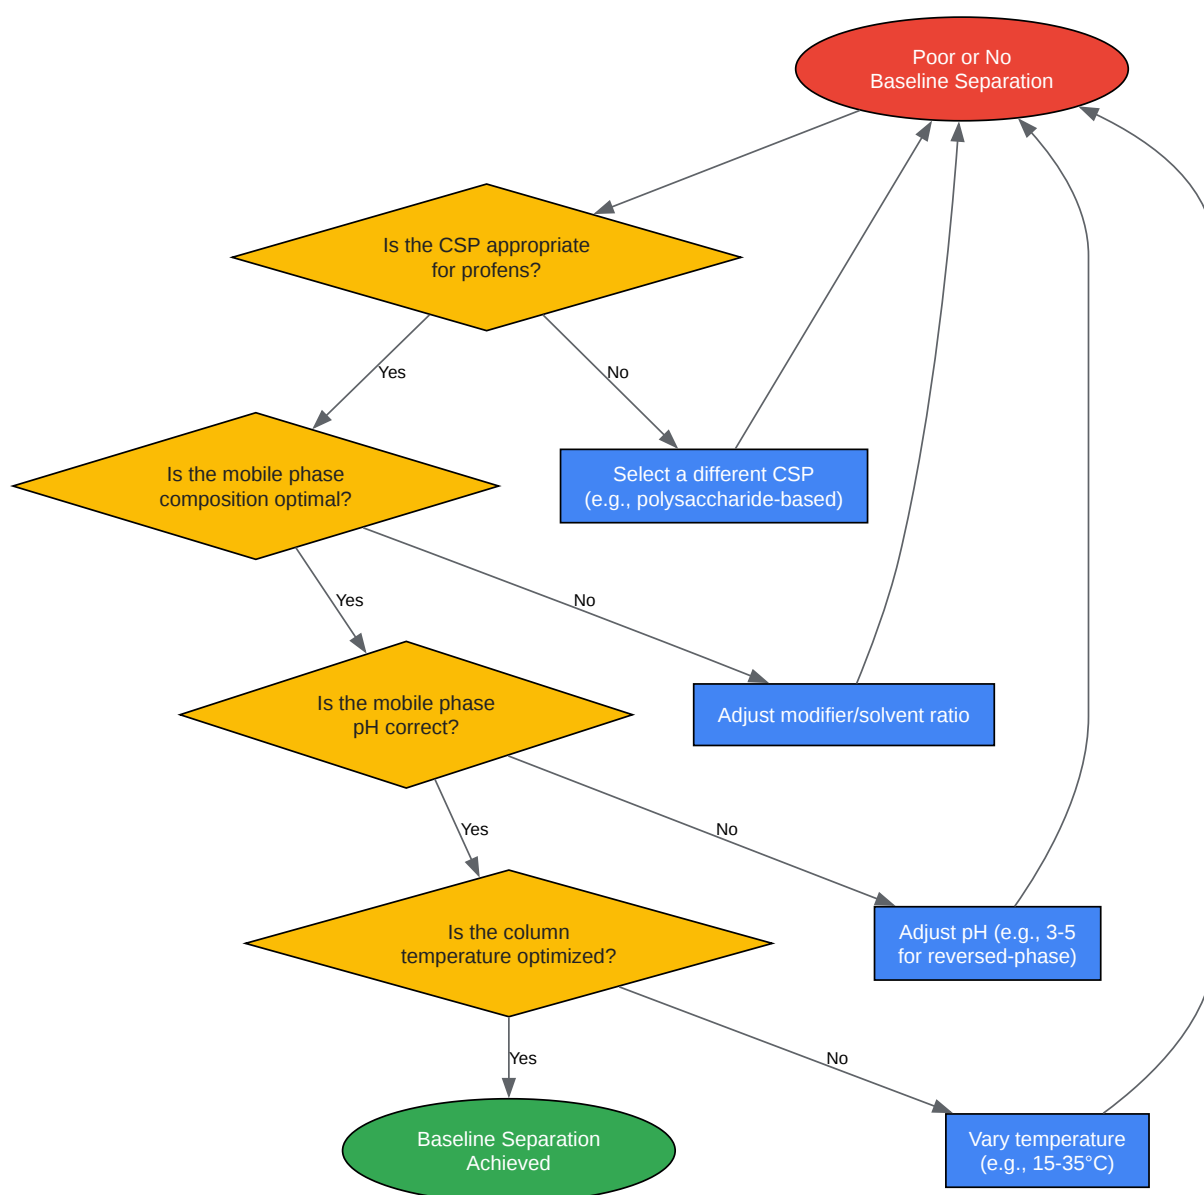 Poor or No
Baseline Separation
Is the CSP appropriate
for profens?
Yes
No
Is the mobile phase
composition optimal?
Select a different CSP
(e.g., polysaccharide-based)
Yes
No
Is the mobile phase
pH correct?
Adjust modifier/solvent ratio
Yes
No
Is the column
temperature optimized?
Adjust pH (e.g., 3-5
for reversed-phase)
Yes
No
Baseline Separation
Achieved
Vary temperature
(e.g., 15-35°C)